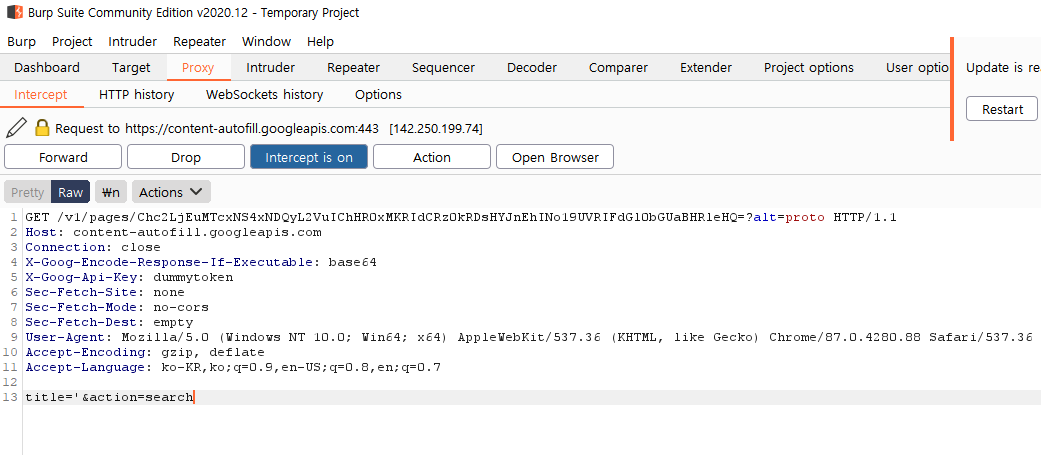 Burp Suite Community Edition v2020.12 - Temporary Project
Burp Project Intruder Repeater Window Help
Dashboard Target Proxy Intruder Repeater Sequencer Decoder Comparer Extender Project options User optio
Update is re
Intercept HTTP history WebSockets history Options
Restart
Request to https://content-autofill.googleapis.com:443 [142.250.199.74]
Forward Drop Intercept is on Action Open Browser
Pretty Raw ₩n Actions
1 GET /v1/pages/Chc2LjEuMTcxNS4xNDQyL2VuIChHR0xMKRIdCRzOkRDsHYJnEhINo19UVRIFdGl0bGUaBHRleHQ=?alt=proto HTTP/1.1
2 Host: content-autofill.googleapis.com
3 Connection: close
4 X-Goog-Encode-Response-If-Executable: base64
5 X-Goog-Api-Key: dummytoken
6 Sec-Fetch-Site: none
7 Sec-Fetch-Mode: no-cors
8 Sec-Fetch-Dest: empty
9 User-Agent: Mozilla/5.0 (Windows NT 10.0; Win64; x64) AppleWebKit/537.36 (KHTML, like Gecko) Chrome/87.0.4280.88 Safari/537.36
10 Accept-Encoding: gzip, deflate
11 Accept-Language: ko-KR,ko;q=0.9,en-US;q=0.8,en;q=0.7
12
13 title='&action=search